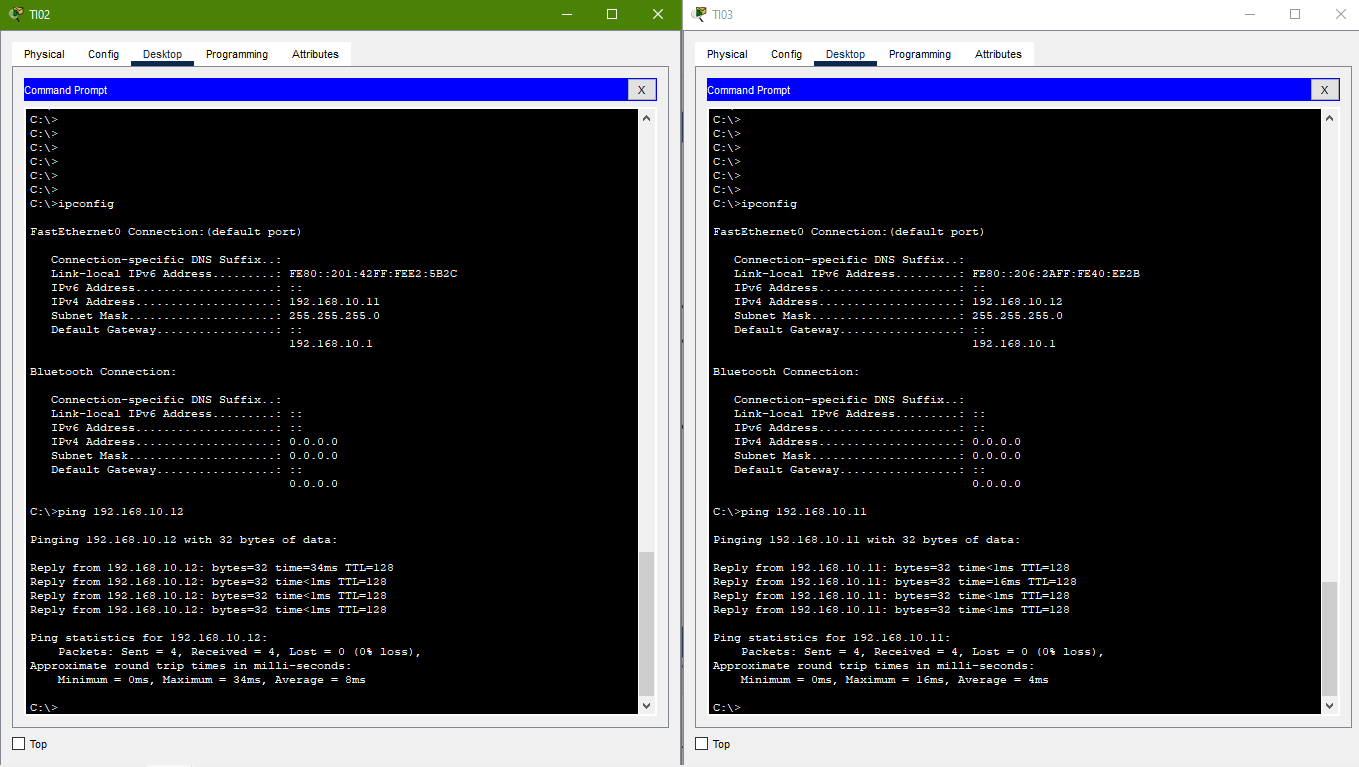 TI02
Physical Config Desktop Programming Attributes
Command Prompt X
C:\>
C:\>
C:\>
C:\>
C:\>
C:\>
C:\>ipconfig
FastEthernet0 Connection:(default port)
Connection-specific DNS Suffix..:
Link-local IPv6 Address.........: FE80::201:42FF:FEE2:5B2C
IPv6 Address....................: ::
IPv4 Address....................: 192.168.10.11
Subnet Mask.....................: 255.255.255.0
Default Gateway.................: ::
192.168.10.1
Bluetooth Connection:
Connection-specific DNS Suffix..:
Link-local IPv6 Address.........: ::
IPv6 Address....................: ::
IPv4 Address....................: 0.0.0.0
Subnet Mask.....................: 0.0.0.0
Default Gateway.................: ::
0.0.0.0
C:\>ping 192.168.10.12
Pinging 192.168.10.12 with 32 bytes of data:
Reply from 192.168.10.12: bytes=32 time=34ms TTL=128
Reply from 192.168.10.12: bytes=32 time<1ms TTL=128
Reply from 192.168.10.12: bytes=32 time<1ms TTL=128
Reply from 192.168.10.12: bytes=32 time<1ms TTL=128
Ping statistics for 192.168.10.12:
Packets: Sent = 4, Received = 4, Lost = 0 (0% loss),
Approximate round trip times in milli-seconds:
Minimum = 0ms, Maximum = 34ms, Average = 8ms
C:\>
Top
TI03
Physical Config Desktop Programming Attributes
Command Prompt X
C:\>
C:\>
C:\>
C:\>
C:\>
C:\>
C:\>ipconfig
FastEthernet0 Connection:(default port)
Connection-specific DNS Suffix..:
Link-local IPv6 Address.........: FE80::206:2AFF:FE40:EE2B
IPv6 Address....................: ::
IPv4 Address....................: 192.168.10.12
Subnet Mask.....................: 255.255.255.0
Default Gateway.................: ::
192.168.10.1
Bluetooth Connection:
Connection-specific DNS Suffix..:
Link-local IPv6 Address.........: ::
IPv6 Address....................: ::
IPv4 Address....................: 0.0.0.0
Subnet Mask.....................: 0.0.0.0
Default Gateway.................: ::
0.0.0.0
C:\>ping 192.168.10.11
Pinging 192.168.10.11 with 32 bytes of data:
Reply from 192.168.10.11: bytes=32 time<1ms TTL=128
Reply from 192.168.10.11: bytes=32 time=16ms TTL=128
Reply from 192.168.10.11: bytes=32 time<1ms TTL=128
Reply from 192.168.10.11: bytes=32 time<1ms TTL=128
Ping statistics for 192.168.10.11:
Packets: Sent = 4, Received = 4, Lost = 0 (0% loss),
Approximate round trip times in milli-seconds:
Minimum = 0ms, Maximum = 16ms, Average = 4ms
C:\>
Top